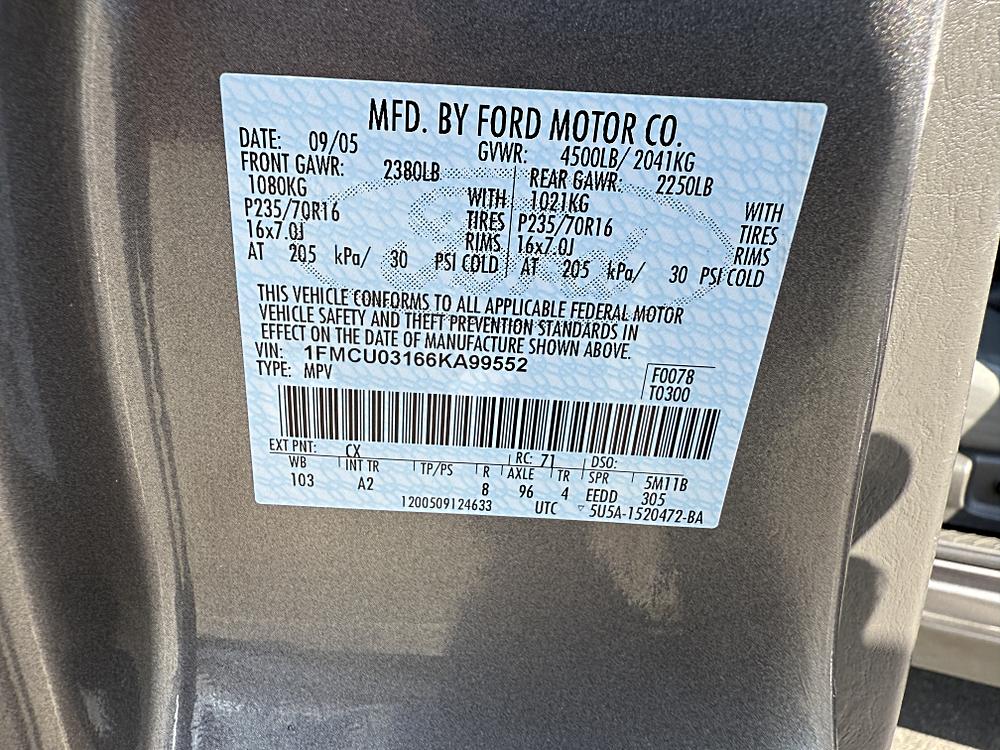 MFD. BY FORD MOTOR CO.
DATE: 09/05 GVWR: 4500LB/ 2041KG
FRONT GAWR: 2380LB REAR GAWR: 2250LB
1080KG WITH 1021KG WITH
P235/70R16 TIRES P235/70R16 TIRES
16x7.0J RIMS 16x7.0J RIMS
AT 205 kPa/ 30 PSI COLD AT 205 kPa/ 30 PSI COLD
THIS VEHICLE CONFORMS TO ALL APPLICABLE FEDERAL MOTOR
VEHICLE SAFETY AND THEFT PREVENTION STANDARDS IN
EFFECT ON THE DATE OF MANUFACTURE SHOWN ABOVE.
VIN: 1FMCU03166KA99552
TYPE: MPV F0078
T0300
EXT PNT: CX RC: 71 DSO:
WB INT TR TP/PS R AXLE TR SPR 5M11B
103 A2 8 96 4 EEDD 305
1200509124633 UTC ▽ 5U5A-1520472-BA